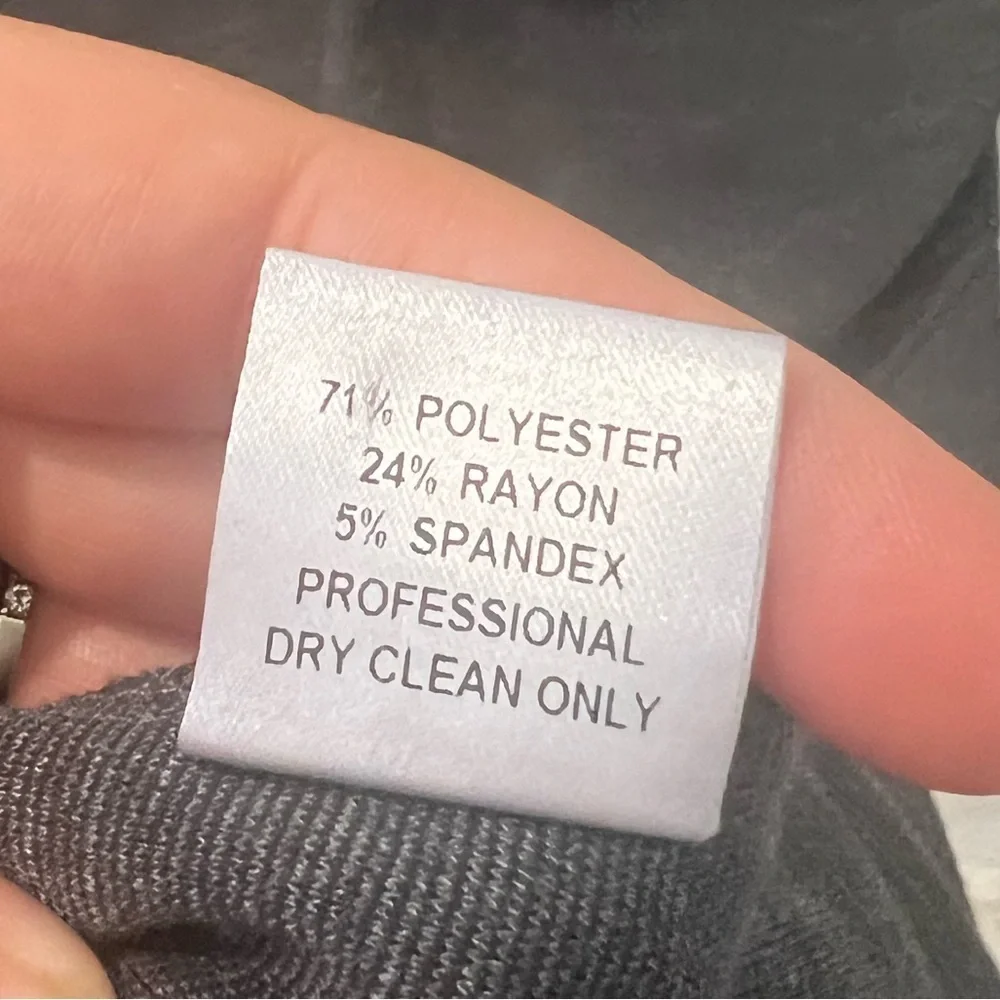 71% POLYESTER
24% RAYON
5% SPANDEX
PROFESSIONAL
DRY CLEAN ONLY